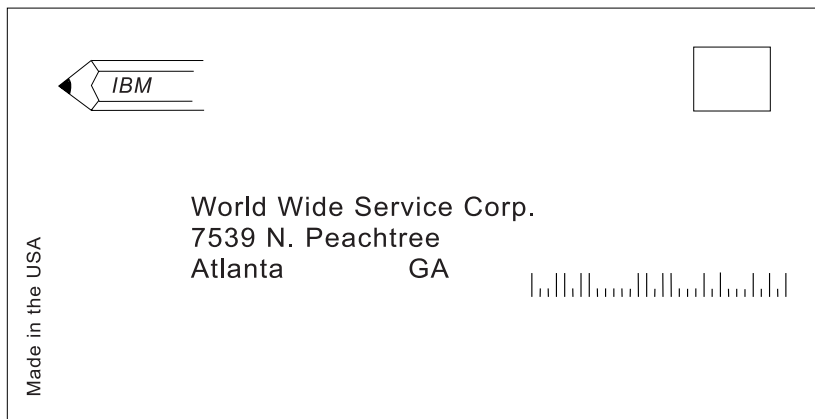 IBM
World Wide Service Corp.
7539 N. Peachtree
Atlanta GA
Made in the USA